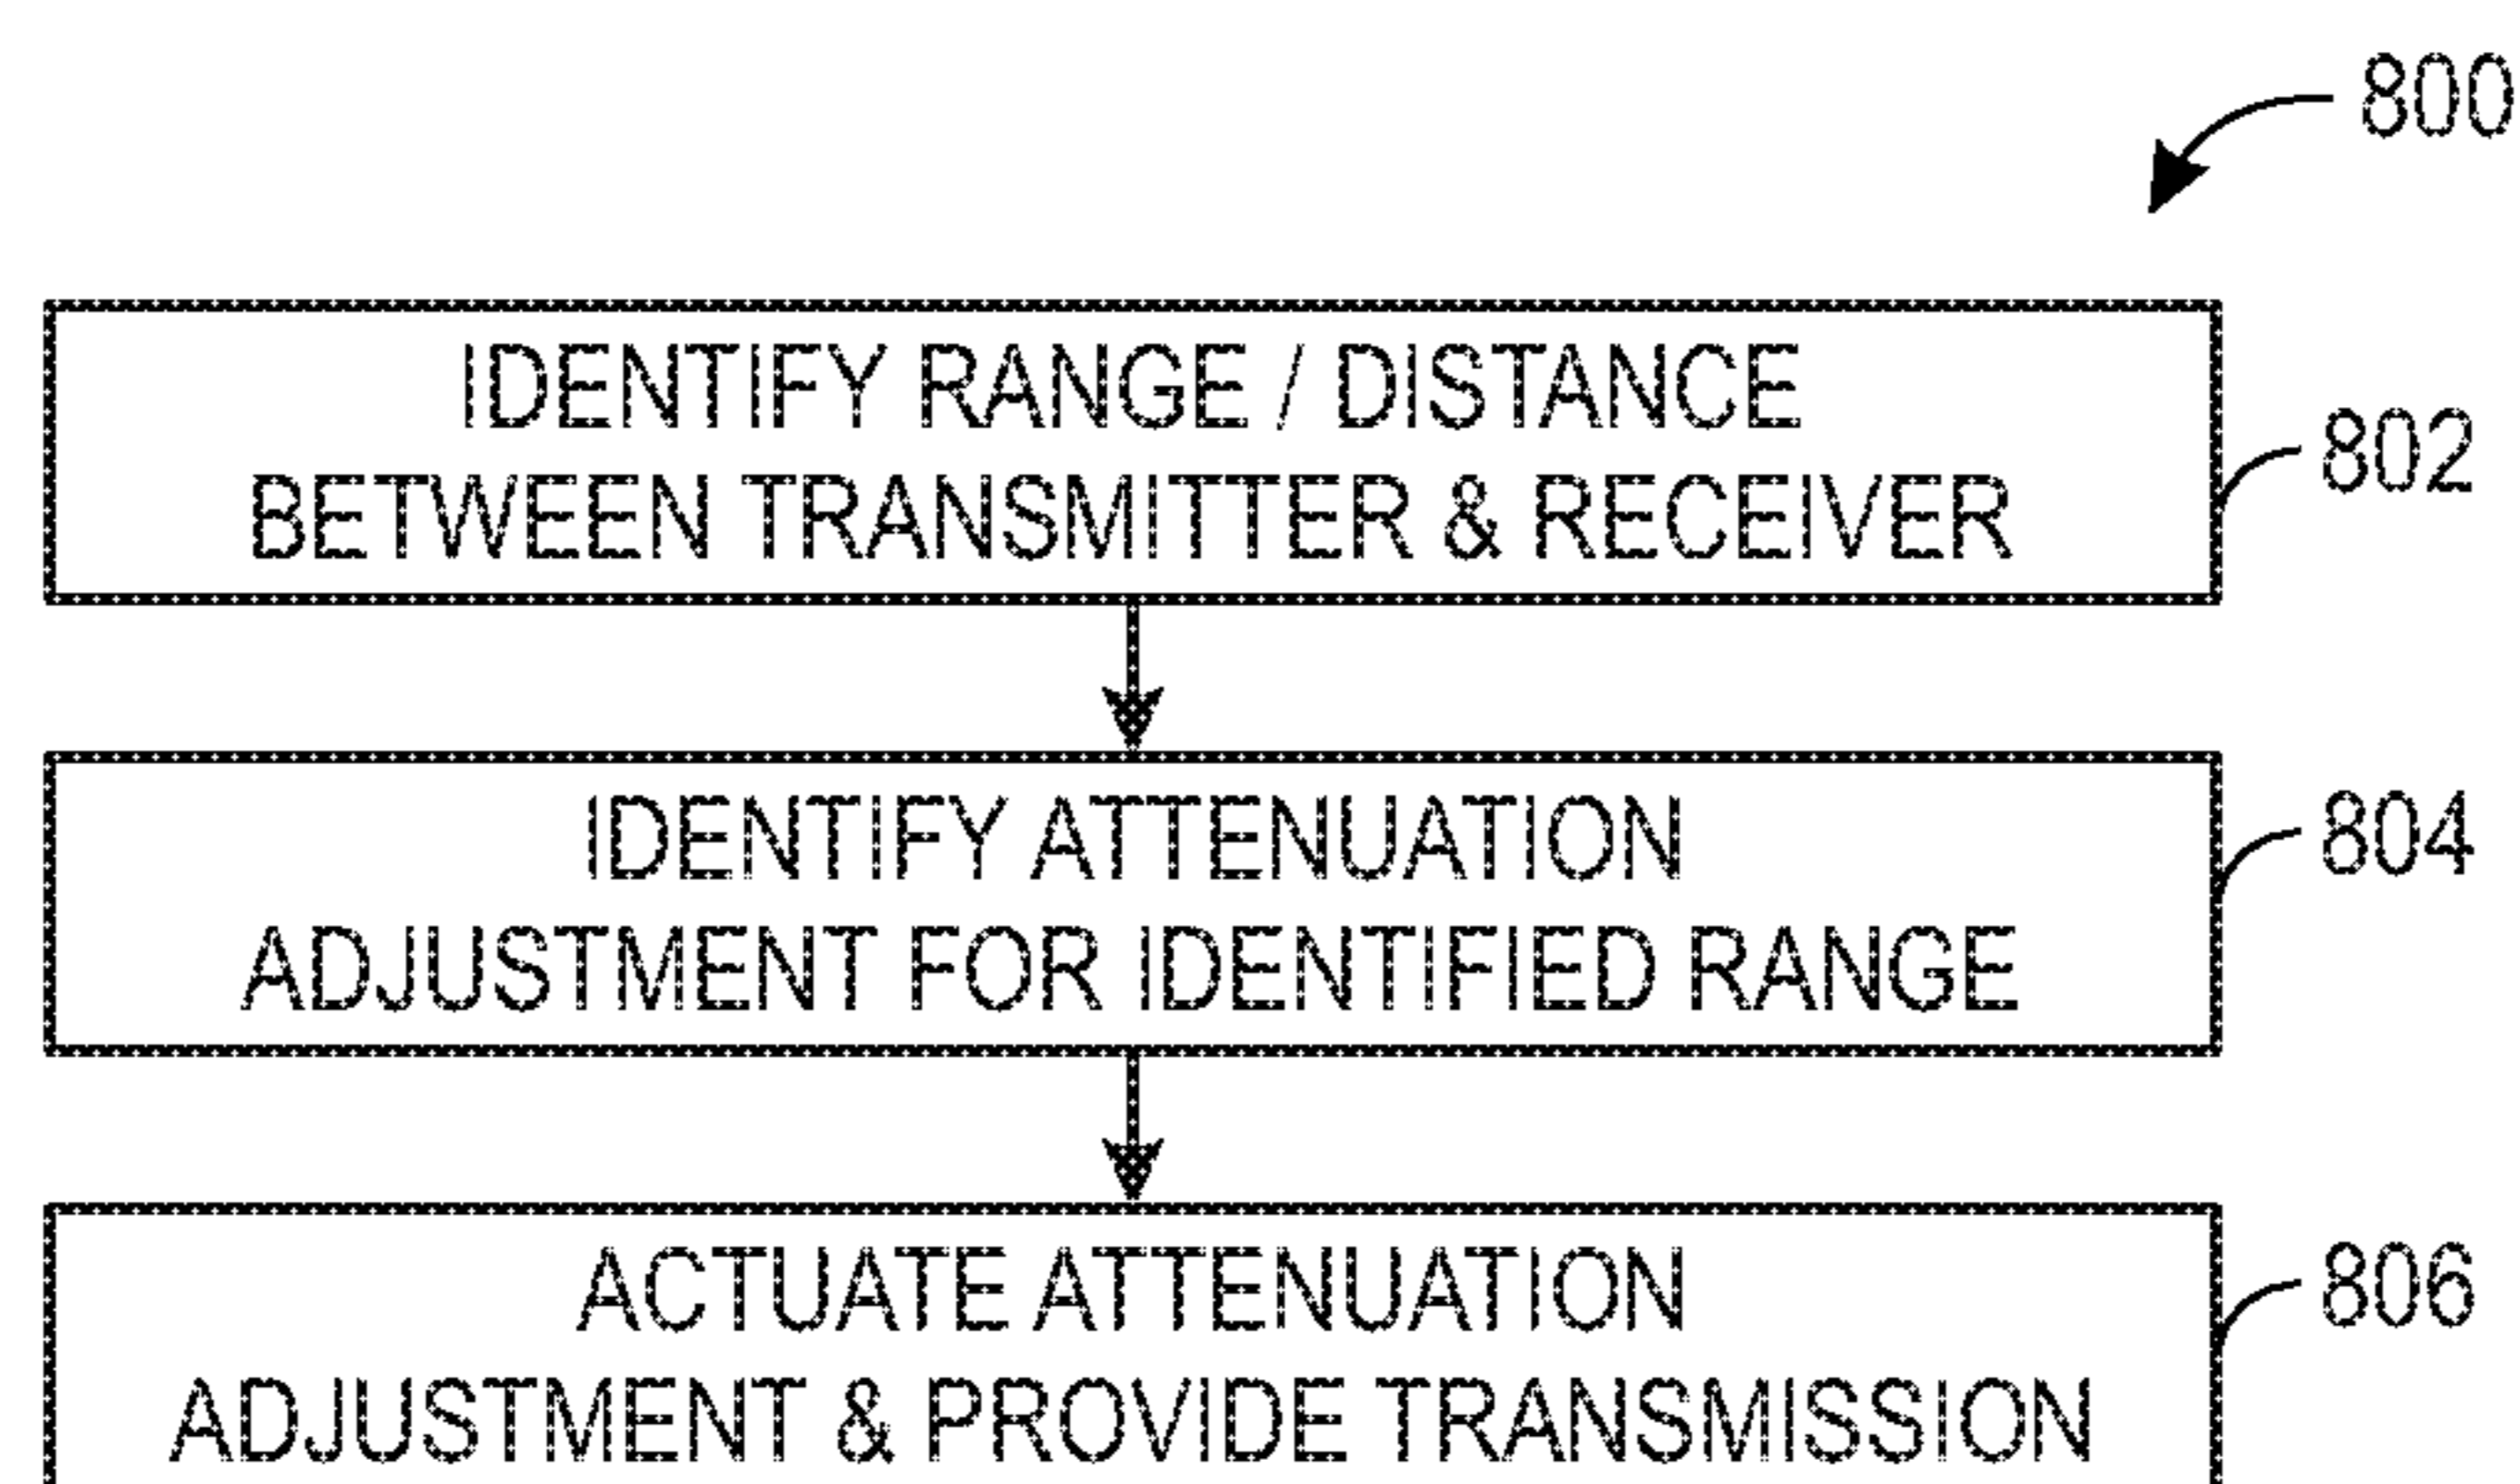 800
IDENTIFY RANGE / DISTANCE
BETWEEN TRANSMITTER & RECEIVER
802
IDENTIFY ATTENUATION
ADJUSTMENT FOR IDENTIFIED RANGE
804
ACTUATE ATTENUATION
ADJUSTMENT & PROVIDE TRANSMISSION
806